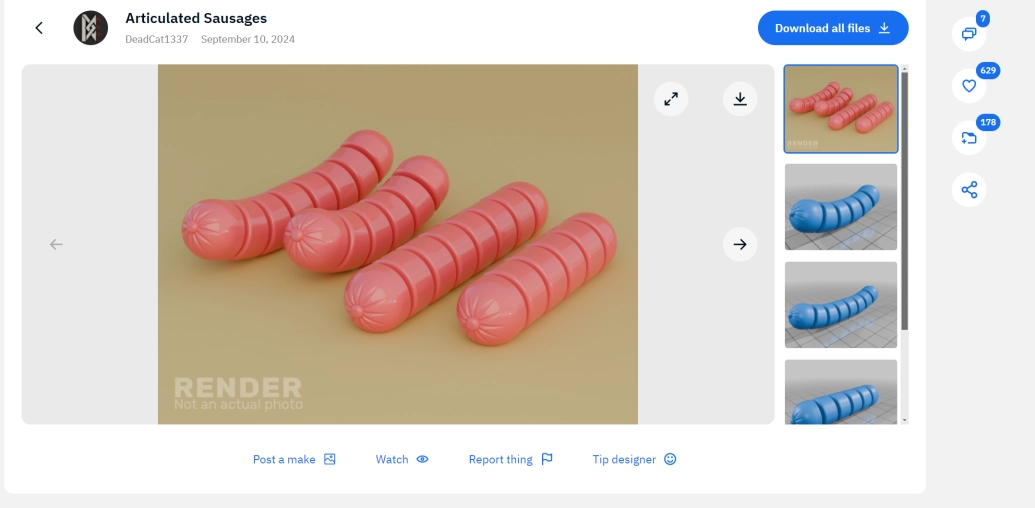 Articulated Sausages
DeadCat1337 September 10, 2024
Download all files
7
629
178
RENDER
Not an actual photo
RENDER
Post a make
Watch
Report thing
Tip designer